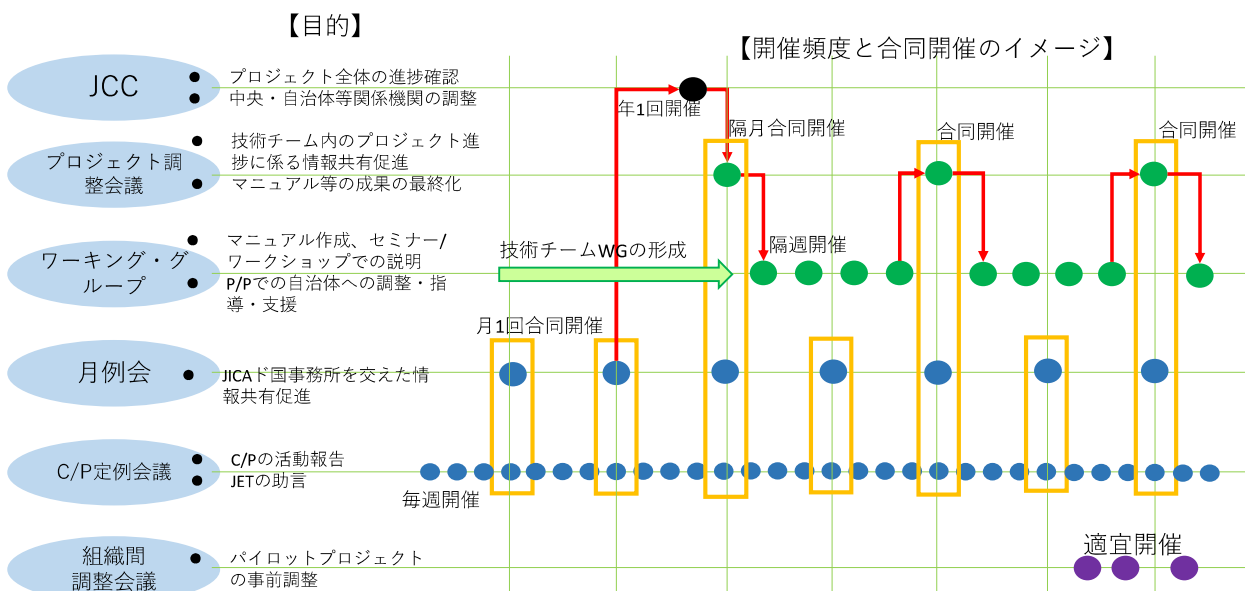 【目的】
【開催頻度と合同開催のイメージ】
JCC
● プロジェクト全体の進捗確認
● 中央・自治体等関係機関の調整
年1回開催
プロジェクト調
整会議
● 技術チーム内のプロジェクト進
捗に係る情報共有促進
● マニュアル等の成果の最終化
隔月合同開催
合同開催
合同開催
ワーキング・グ
ループ
● マニュアル作成、セミナー/
ワークショップでの説明
● P/Pでの自治体への調整・指
導・支援
技術チームWGの形成
隔週開催
月例会
● JICAド国事務所を交えた情
報共有促進
月1回合同開催
C/P定例会議
● C/Pの活動報告
● JETの助言
毎週開催
組織間
調整会議
● パイロットプロジェクト
の事前調整
適宜開催